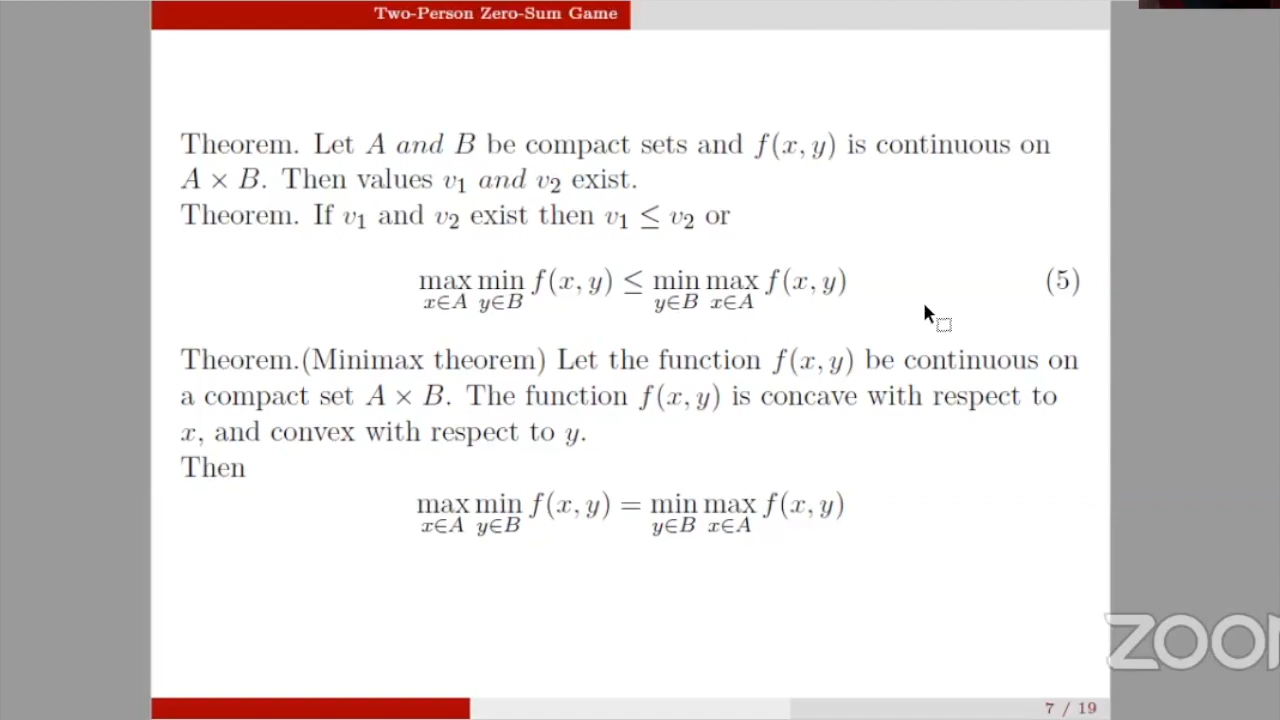 Two-Person Zero-Sum Game
Theorem. Let A and B be compact sets and f(x, y) is continuous on
A × B. Then values v₁ and v₂ exist.
Theorem. If v₁ and v₂ exist then v₁ ≤ v₂ or
max min f(x, y) ≤ min max f(x, y) (5)
x∈A y∈B y∈B x∈A
Theorem.(Minimax theorem) Let the function f(x, y) be continuous on
a compact set A × B. The function f(x, y) is concave with respect to
x, and convex with respect to y.
Then
max min f(x, y) = min max f(x, y)
x∈A y∈B y∈B x∈A
7 / 19